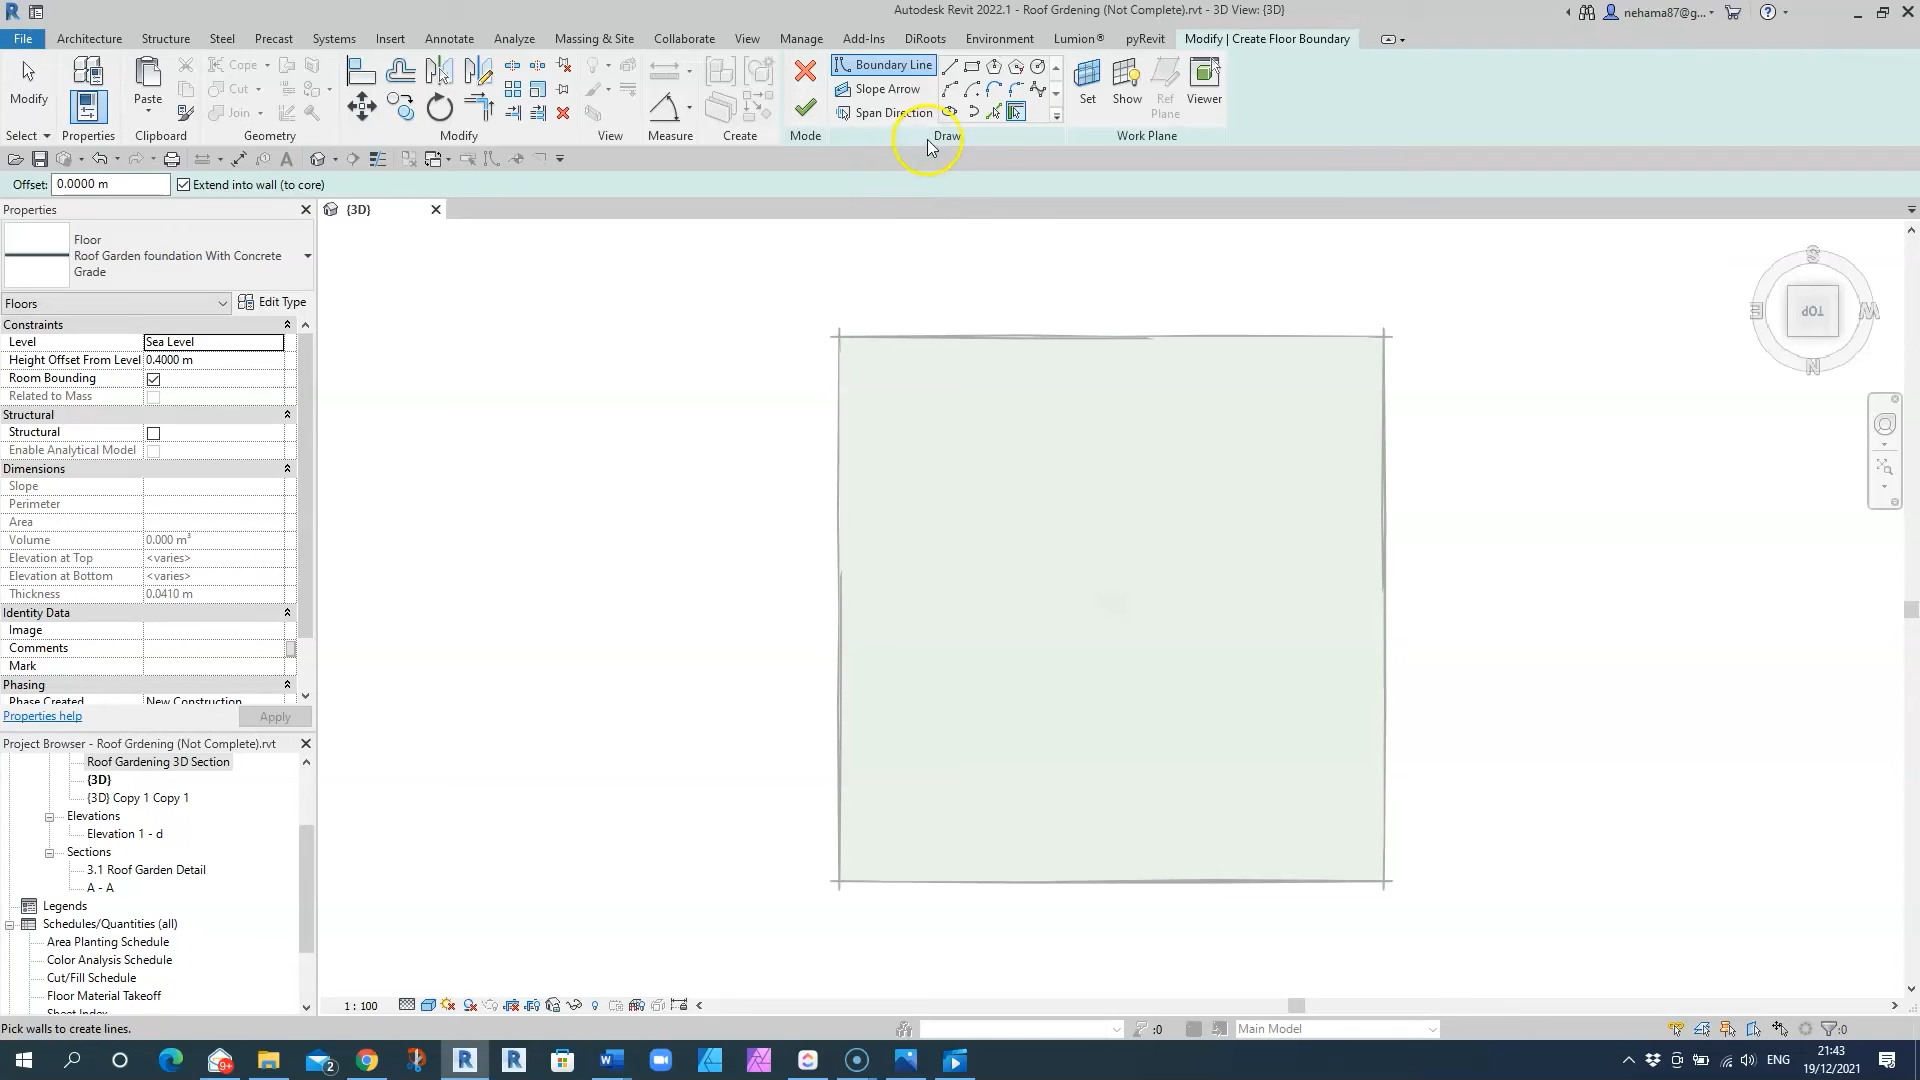 Autodesk Revit 2022.1 - Roof Grdening (Not Complete).rvt - 3D View: {3D}
nehama87@g...
File Architecture Structure Steel Precast Systems Insert Annotate Analyze Massing & Site Collaborate View Manage Add-Ins DiRoots Environment Lumion® pyRevit Modify | Create Floor Boundary
Modify
Paste
Cope
Cut
Join
Boundary Line
Slope Arrow
Span Direction
Set
Show
Ref
Plane
Viewer
Select Properties Clipboard Geometry Modify View Measure Create Mode Draw Work Plane
Offset: 0.0000 m Extend into wall (to core)
Properties
{3D}
Floor
Roof Garden foundation With Concrete
Grade
Floors Edit Type
Constraints
Level Sea Level
Height Offset From Level 0.4000 m
Room Bounding
Related to Mass
Structural
Structural
Enable Analytical Model
Dimensions
Slope
Perimeter
Area
Volume 0.000 m³
Elevation at Top <varies>
Elevation at Bottom <varies>
Thickness 0.0410 m
Identity Data
Image
Comments
Mark
Phasing
Phase Created New Construction
Properties help Apply
Project Browser - Roof Grdening (Not Complete).rvt
Roof Gardening 3D Section
{3D}
{3D} Copy 1 Copy 1
Elevations
Elevation 1 - d
Sections
3.1 Roof Garden Detail
A - A
Legends
Schedules/Quantities (all)
Area Planting Schedule
Color Analysis Schedule
Cut/Fill Schedule
Floor Material Takeoff
Sheet Index
S
E
TOP
W
N
1 : 100
Pick walls to create lines.
:0
Main Model
:0
9+
2
ENG
21:43
19/12/2021